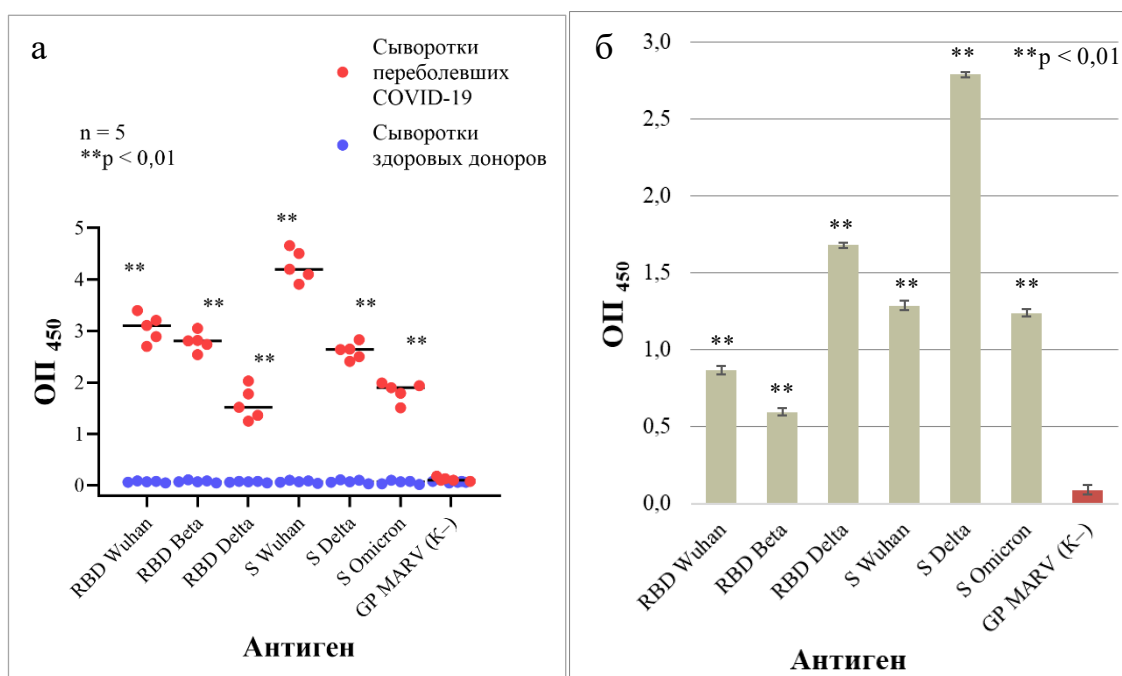 а
Сыворотки
переболевших
COVID-19
Сыворотки
здоровых доноров
n = 5
**p < 0,01
ОП 450
5
4
3
2
1
0
**
**
**
**
**
**
RBD Wuhan
RBD Beta
RBD Delta
S Wuhan
S Delta
S Omicron
GP MARV (K–)
Антиген
б
**p < 0,01
ОП 450
3,0
2,5
2,0
1,5
1,0
0,5
0,0
**
**
**
**
**
**
RBD Wuhan
RBD Beta
RBD Delta
S Wuhan
S Delta
S Omicron
GP MARV (K–)
Антиген